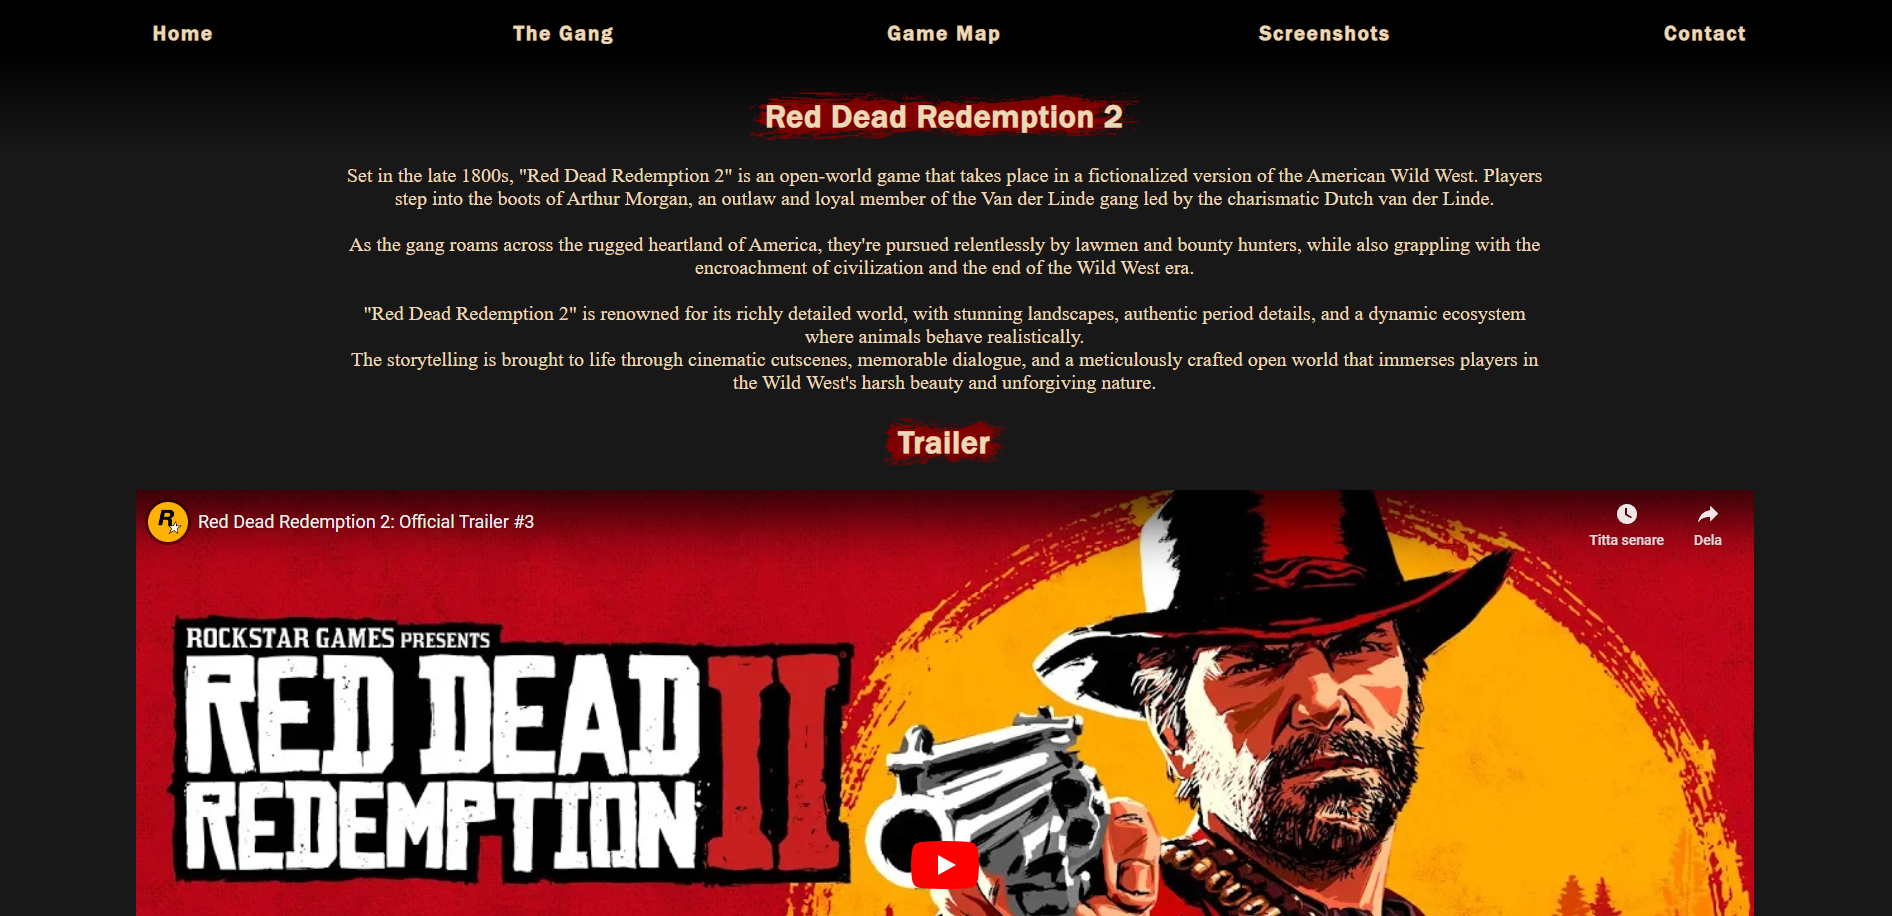 Home
The Gang
Game Map
Screenshots
Contact
Red Dead Redemption 2
Set in the late 1800s, "Red Dead Redemption 2" is an open-world game that takes place in a fictionalized version of the American Wild West. Players
step into the boots of Arthur Morgan, an outlaw and loyal member of the Van der Linde gang led by the charismatic Dutch van der Linde.
As the gang roams across the rugged heartland of America, they're pursued relentlessly by lawmen and bounty hunters, while also grappling with the
encroachment of civilization and the end of the Wild West era.
"Red Dead Redemption 2" is renowned for its richly detailed world, with stunning landscapes, authentic period details, and a dynamic ecosystem
where animals behave realistically.
The storytelling is brought to life through cinematic cutscenes, memorable dialogue, and a meticulously crafted open world that immerses players in
the Wild West's harsh beauty and unforgiving nature.
Trailer
R
Red Dead Redemption 2: Official Trailer #3
Titta senare
Dela
ROCKSTAR GAMES PRESENTS
RED DEAD
REDEMPTION
II